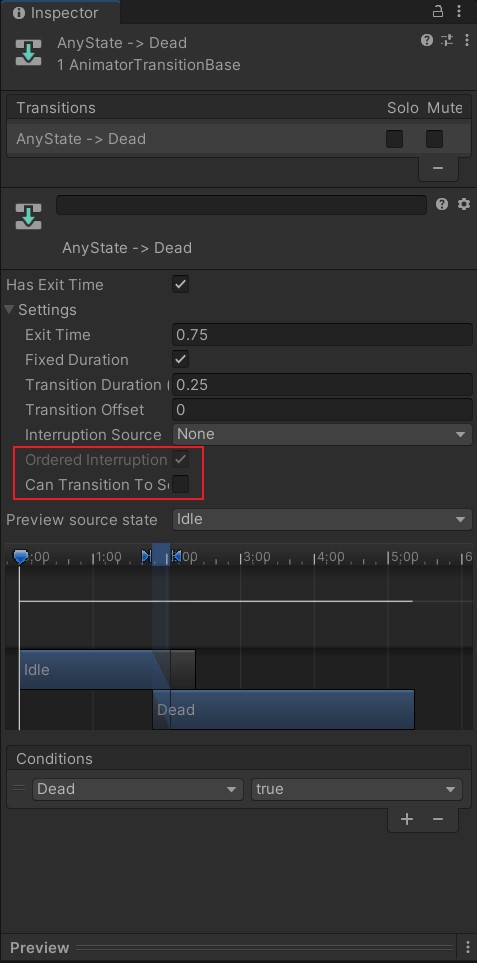 Inspector
AnyState -> Dead
1 AnimatorTransitionBase
Transitions Solo Mute
AnyState -> Dead
AnyState -> Dead
Has Exit Time
Settings
Exit Time 0.75
Fixed Duration
Transition Duration ( 0.25
Transition Offset 0
Interruption Source None
Ordered Interruption
Can Transition To S
Preview source state Idle
:00 1:00 2:00 3:00 4:00 5:00 6
Idle
Dead
Conditions
Dead true
Preview